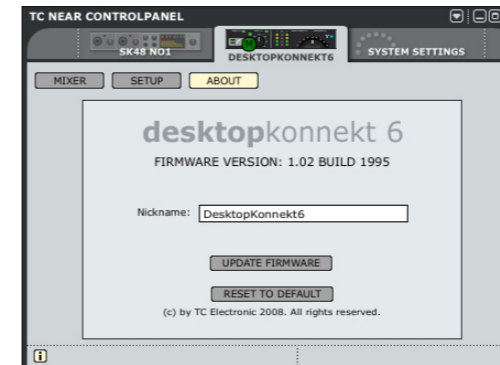 TC NEAR CONTROLPANEL
SK48 NO1
DESKTOPKONNEKT6
SYSTEM SETTINGS
MIXER SETUP ABOUT
desktopkonnekt 6
FIRMWARE VERSION: 1.02 BUILD 1995
Nickname: DesktopKonnekt6
UPDATE FIRMWARE
RESET TO DEFAULT
(c) by TC Electronic 2008. All rights reserved.
i